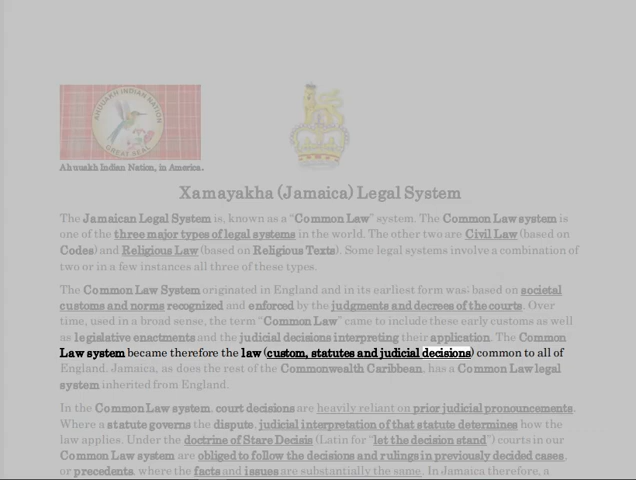 AHUUAKH INDIAN NATION
GREAT SEAL
Ahuuakh Indian Nation, in America.
Xamayakha (Jamaica) Legal System
The Jamaican Legal System is, known as a “Common Law” system. The Common Law system is
one of the three major types of legal systems in the world. The other two are Civil Law (based on
Codes) and Religious Law (based on Religious Texts). Some legal systems involve a combination of
two or in a few instances all three of these types.
The Common Law System originated in England and in its earliest form was; based on societal
customs and norms recognized and enforced by the judgments and decrees of the courts. Over
time, used in a broad sense, the term “Common Law” came to include these early customs as well
as legislative enactments and the judicial decisions interpreting their application. The Common
Law system became therefore the law (custom, statutes and judicial decisions) common to all of
England. Jamaica, as does the rest of the Commonwealth Caribbean, has a Common Law legal
system inherited from England.
In the Common Law system, court decisions are heavily reliant on prior judicial pronouncements.
Where a statute governs the dispute, judicial interpretation of that statute determines how the
law applies. Under the doctrine of Stare Decisis (Latin for “let the decision stand”) courts in our
Common Law system are obliged to follow the decisions and rulings in previously decided cases,
or precedents, where the facts and issues are substantially the same. In Jamaica therefore, a